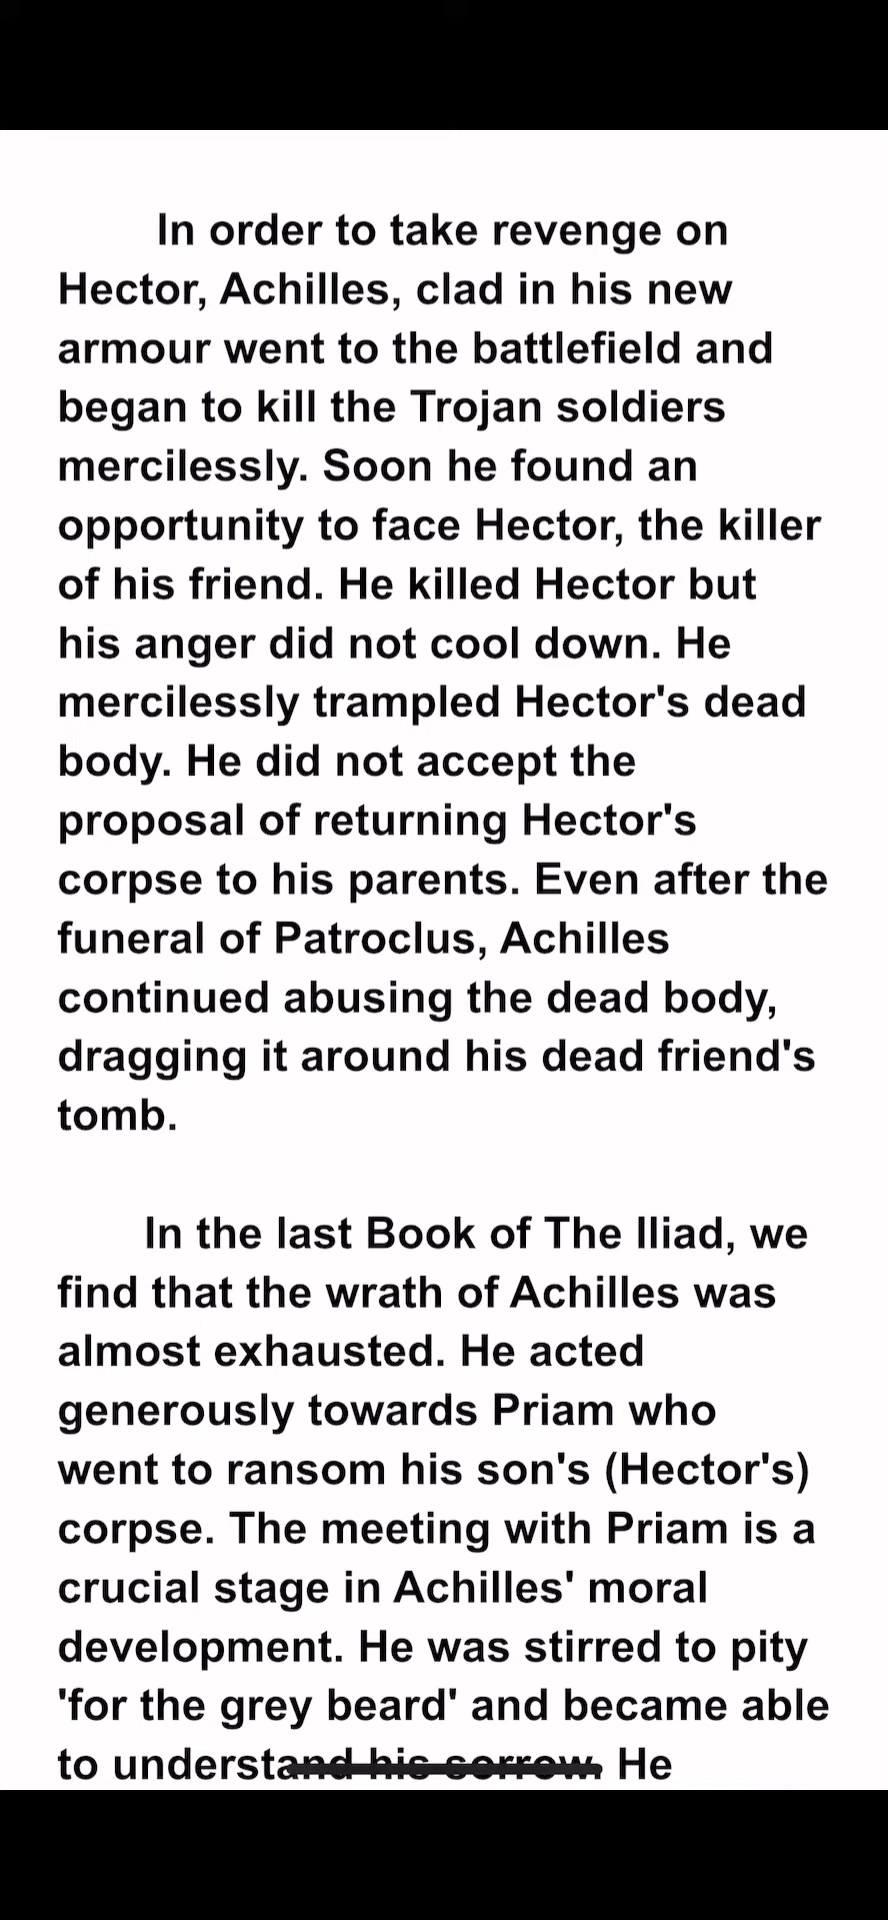 In order to take revenge on
Hector, Achilles, clad in his new
armour went to the battlefield and
began to kill the Trojan soldiers
mercilessly. Soon he found an
opportunity to face Hector, the killer
of his friend. He killed Hector but
his anger did not cool down. He
mercilessly trampled Hector's dead
body. He did not accept the
proposal of returning Hector's
corpse to his parents. Even after the
funeral of Patroclus, Achilles
continued abusing the dead body,
dragging it around his dead friend's
tomb.
In the last Book of The Iliad, we
find that the wrath of Achilles was
almost exhausted. He acted
generously towards Priam who
went to ransom his son's (Hector's)
corpse. The meeting with Priam is a
crucial stage in Achilles' moral
development. He was stirred to pity
'for the grey beard' and became able
to understand his sorrow. He